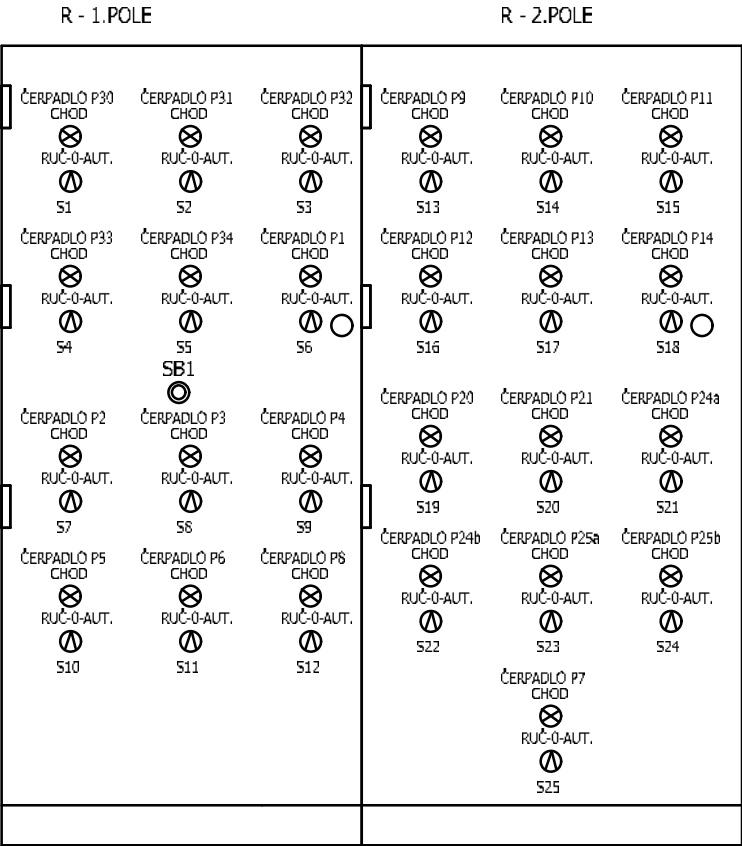 R - 1.POLE
R - 2.POLE
ČERPADLO P30 ČERPADLO P31 ČERPADLO P32
CHOD CHOD CHOD
RUČ-0-AUT. RUČ-0-AUT. RUČ-0-AUT.
S1 S2 S3
ČERPADLO P33 ČERPADLO P34 ČERPADLO P1
CHOD CHOD CHOD
RUČ-0-AUT. RUČ-0-AUT. RUČ-0-AUT.
S4 S5 S6
SB1
ČERPADLO P2 ČERPADLO P3 ČERPADLO P4
CHOD CHOD CHOD
RUČ-0-AUT. RUČ-0-AUT. RUČ-0-AUT.
S7 S8 S9
ČERPADLO P5 ČERPADLO P6 ČERPADLO P8
CHOD CHOD CHOD
RUČ-0-AUT. RUČ-0-AUT. RUČ-0-AUT.
S10 S11 S12
ČERPADLO P9 ČERPADLO P10 ČERPADLO P11
CHOD CHOD CHOD
RUČ-0-AUT. RUČ-0-AUT. RUČ-0-AUT.
S13 S14 S15
ČERPADLO P12 ČERPADLO P13 ČERPADLO P14
CHOD CHOD CHOD
RUČ-0-AUT. RUČ-0-AUT. RUČ-0-AUT.
S16 S17 S18
ČERPADLO P20 ČERPADLO P21 ČERPADLO P24a
CHOD CHOD CHOD
RUČ-0-AUT. RUČ-0-AUT. RUČ-0-AUT.
S19 S20 S21
ČERPADLO P24b ČERPADLO P25a ČERPADLO P25b
CHOD CHOD CHOD
RUČ-0-AUT. RUČ-0-AUT. RUČ-0-AUT.
S22 S23 S24
ČERPADLO P7
CHOD
RUČ-0-AUT.
S25